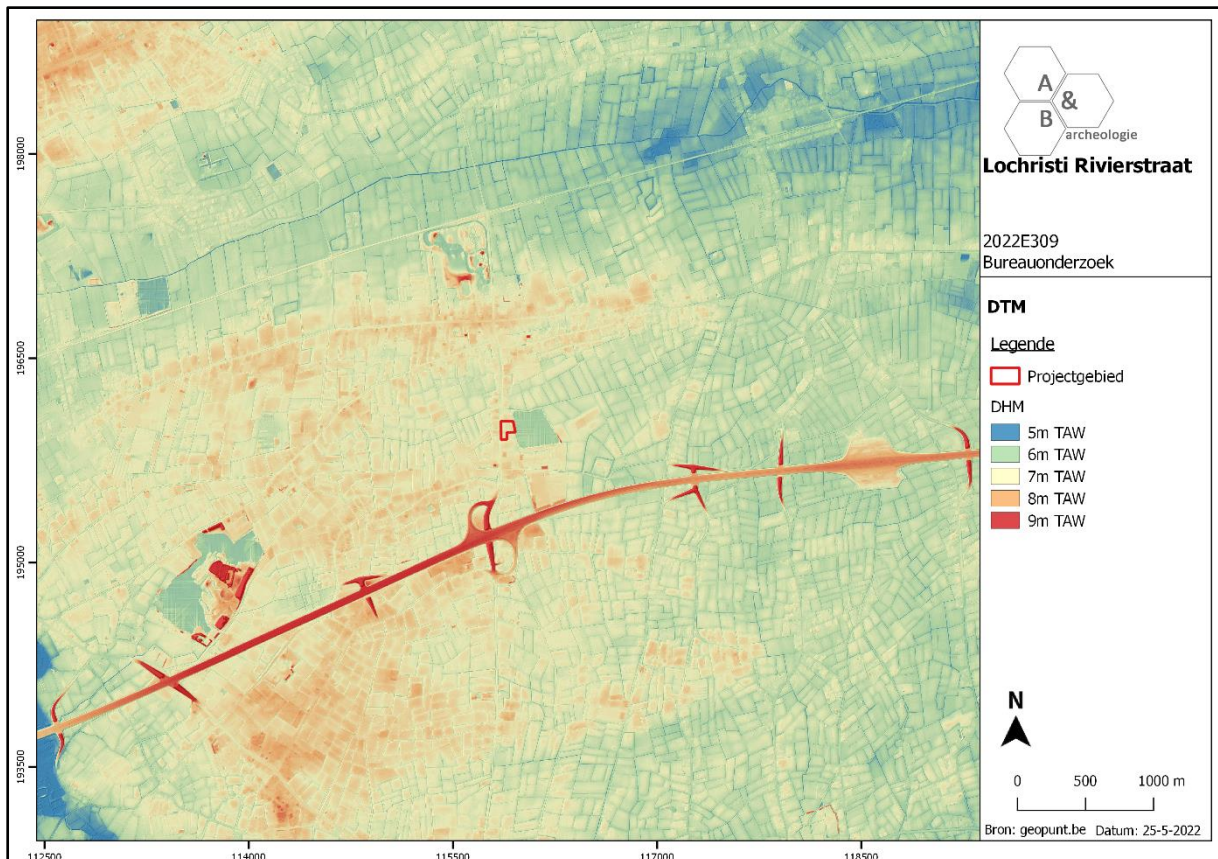 A
&
B
archeologie
Lochristi Rivierstraat
2022E309
Bureauonderzoek
DTM
Legende
Projectgebied
DHM
5m TAW
6m TAW
7m TAW
8m TAW
9m TAW
N
0 500 1000 m
Bron: geopunt.be Datum: 25-5-2022
198000
196500
195000
193500
112500 114000 115500 117000 118500